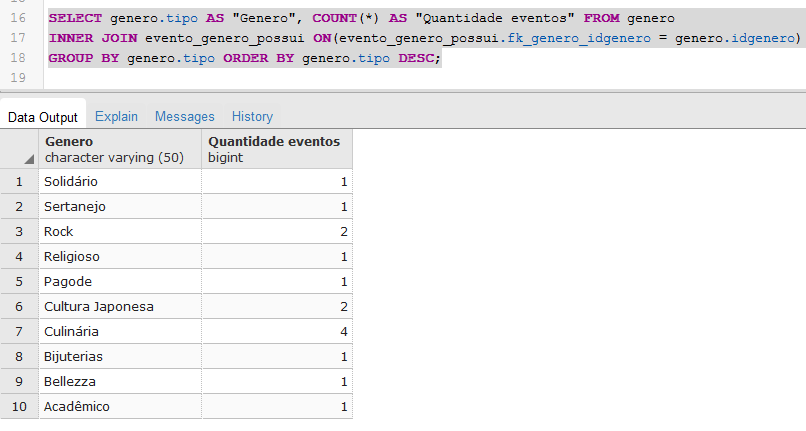 16 SELECT genero.tipo AS "Genero", COUNT(*) AS "Quantidade eventos" FROM genero
17 INNER JOIN evento_genero_possui ON(evento_genero_possui.fk_genero_idgenero = genero.idgenero)
18 GROUP BY genero.tipo ORDER BY genero.tipo DESC;
19
Data Output Explain Messages History
Genero Quantidade eventos
character varying (50) bigint
1 Solidário 1
2 Sertanejo 1
3 Rock 2
4 Religioso 1
5 Pagode 1
6 Cultura Japonesa 2
7 Culinária 4
8 Bijuterias 1
9 Bellezza 1
10 Acadêmico 1